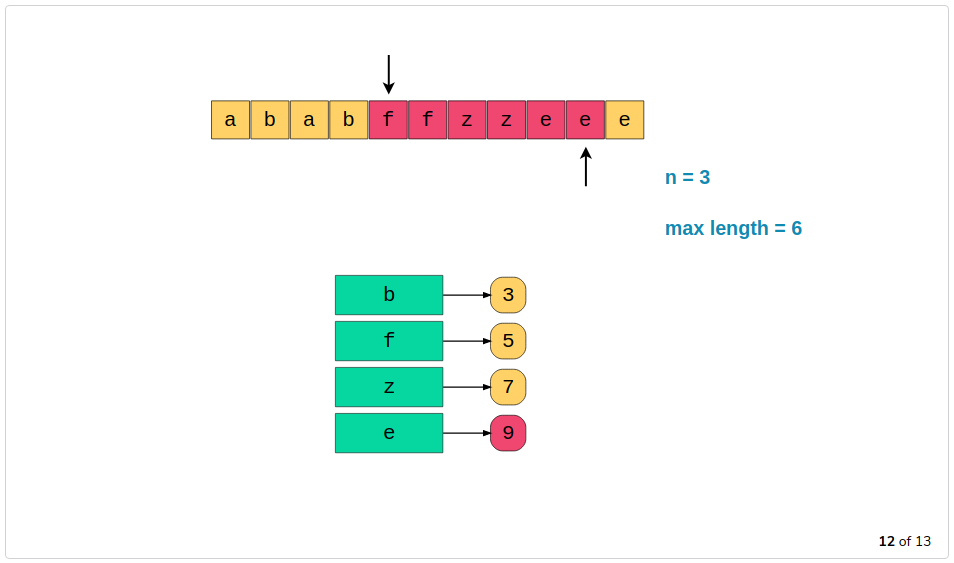 a b a b f f z z e e e
n = 3
max length = 6
b 3
f 5
z 7
e 9
12 of 13